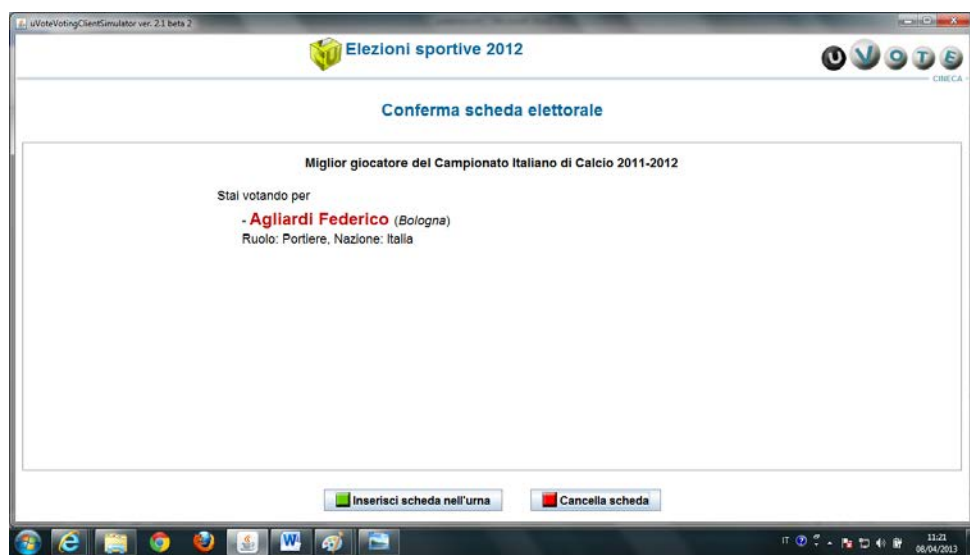 uVoteVotingClientSimulator ver. 2.1 beta 2
Elezioni sportive 2012
U VOTE
CINECA
Conferma scheda elettorale
Miglior giocatore del Campionato Italiano di Calcio 2011-2012
Stai votando per
- Agliardi Federico (Bologna)
Ruolo: Portiere, Nazione: Italia
Inserisci scheda nell'urna
Cancella scheda
IT
11:21
08/04/2013